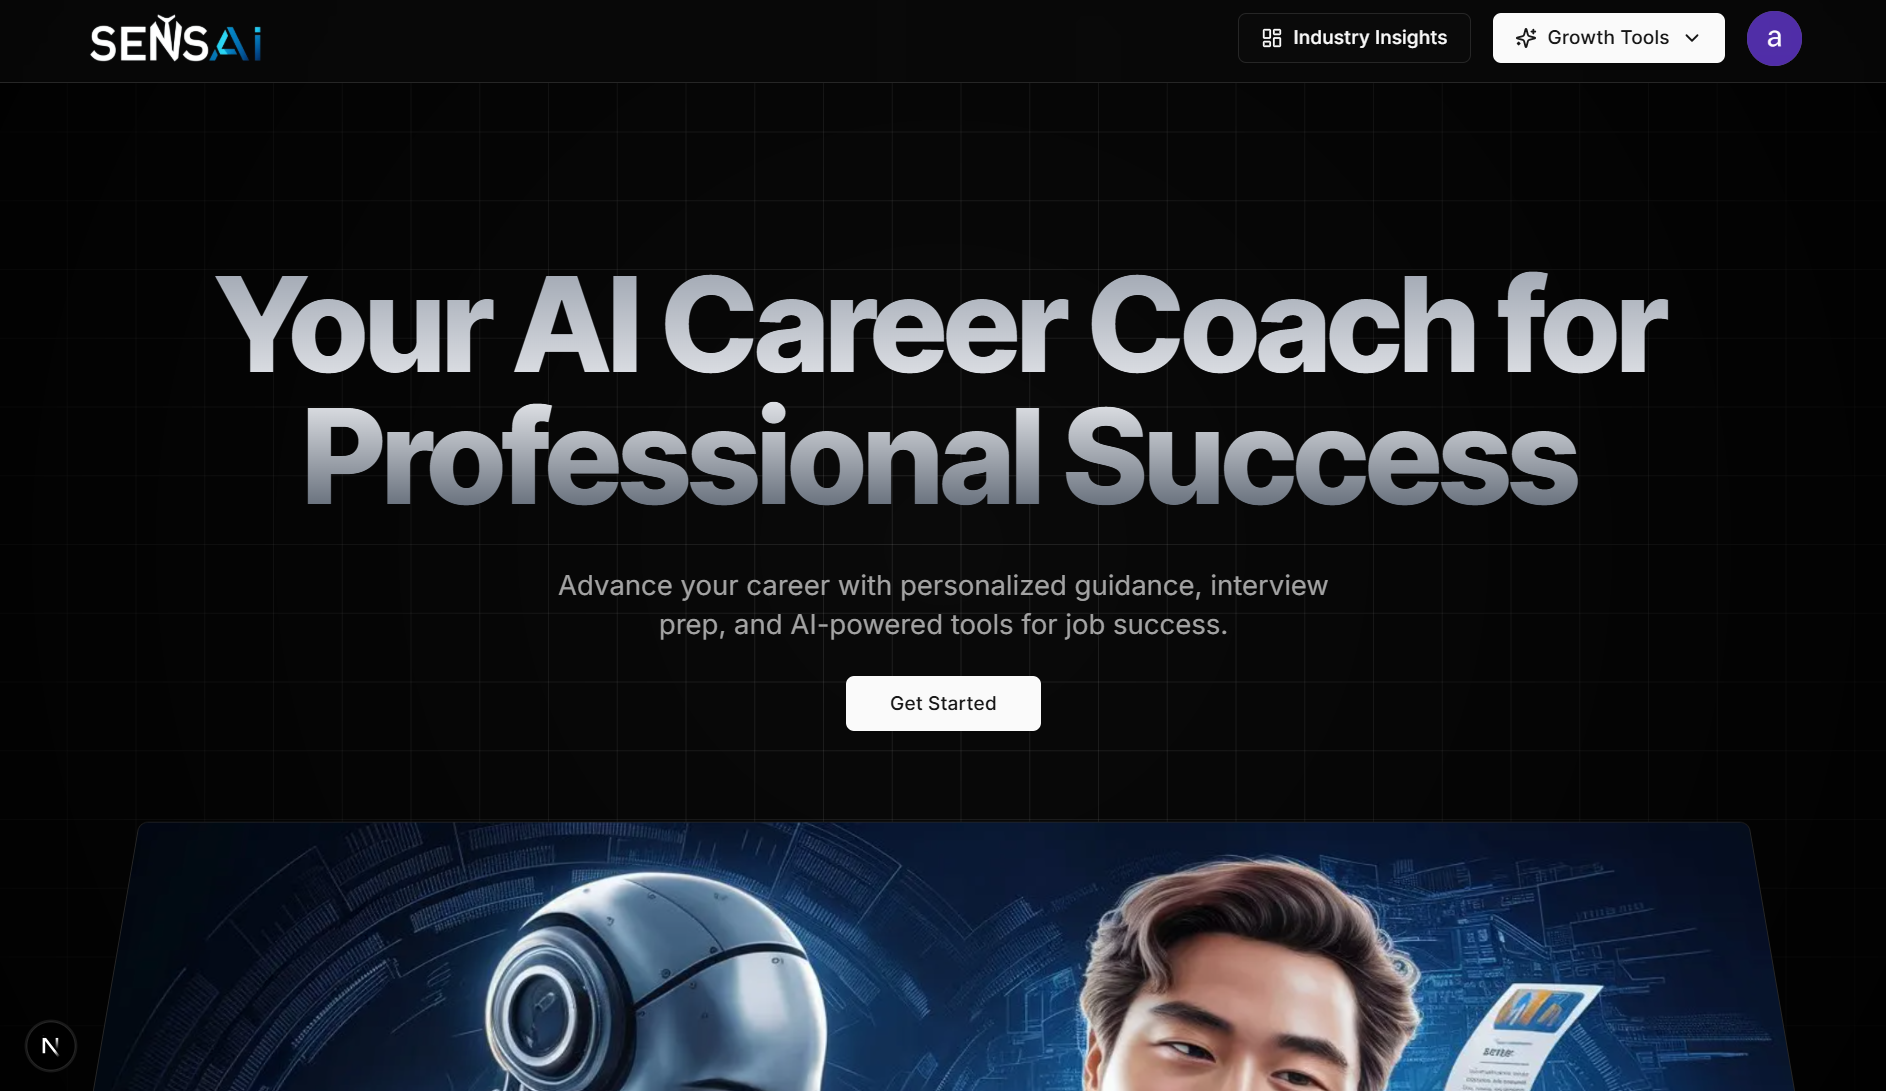 SENSAi
Industry Insights
Growth Tools
a
Your AI Career Coach for
Professional Success
Advance your career with personalized guidance, interview
prep, and AI-powered tools for job success.
Get Started
N